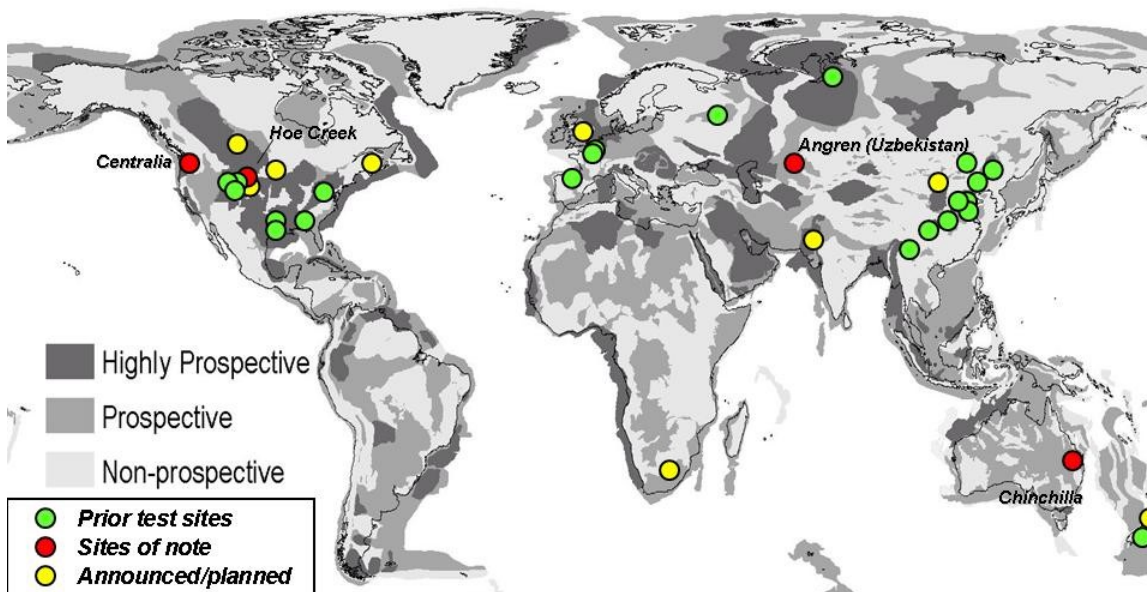 Hoe Creek
Centralia
Angren (Uzbekistan)
Highly Prospective
Prospective
Non-prospective
Chinchilla
Prior test sites
Sites of note
Announced/planned